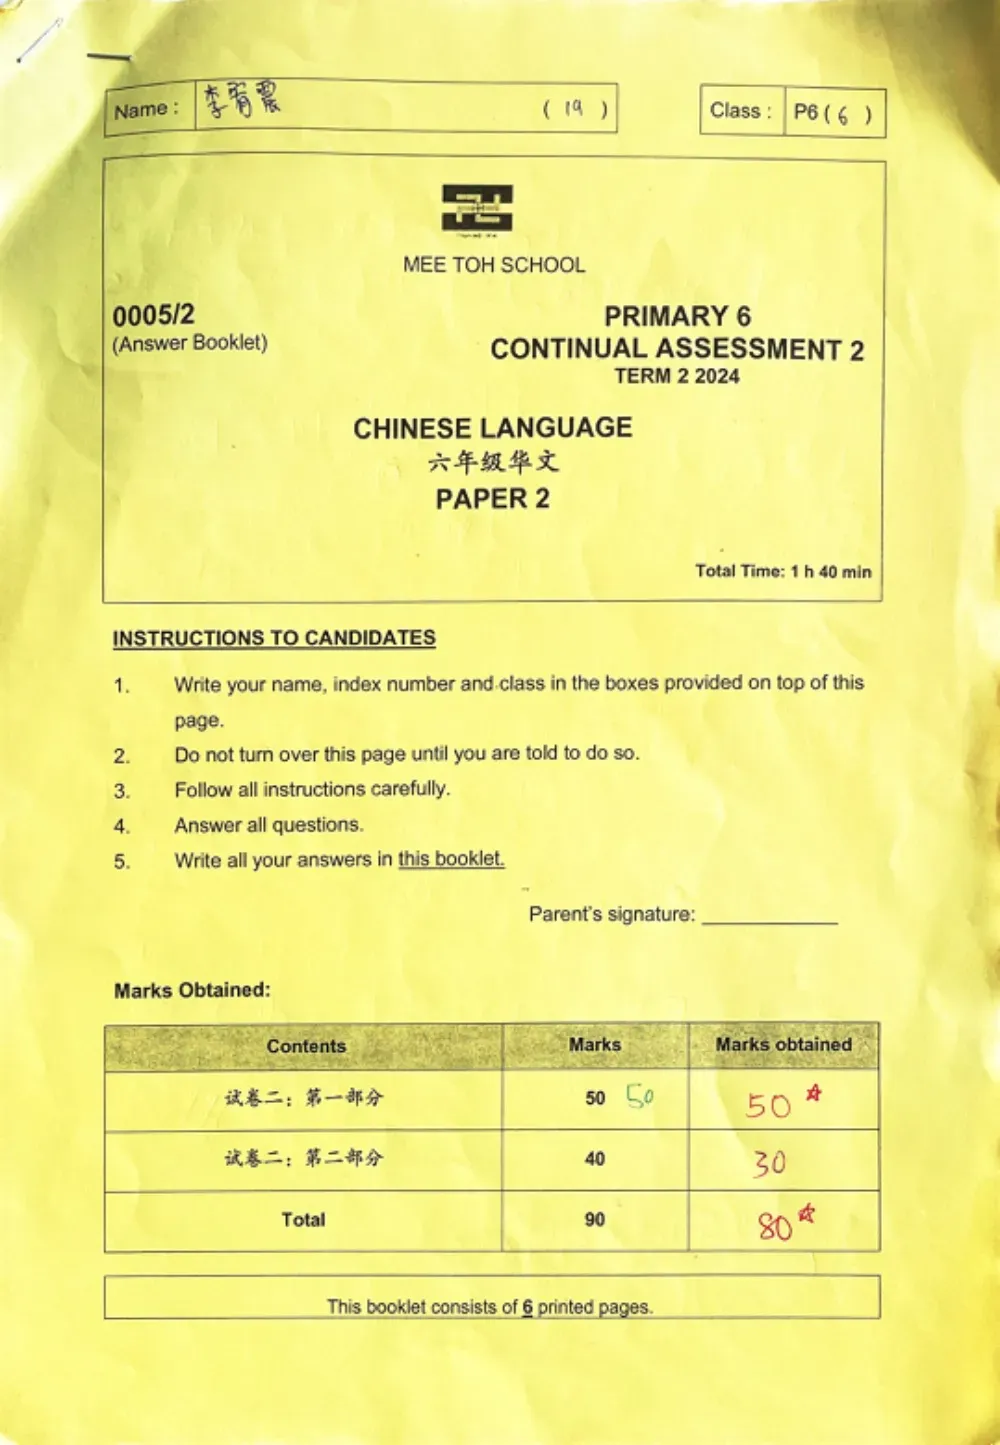 Name : 李霄震 ( 19 )
Class : P6 ( 6 )
MEE TOH SCHOOL
0005/2
(Answer Booklet)
PRIMARY 6
CONTINUAL ASSESSMENT 2
TERM 2 2024
CHINESE LANGUAGE
六年级华文
PAPER 2
Total Time: 1 h 40 min
INSTRUCTIONS TO CANDIDATES
1. Write your name, index number and class in the boxes provided on top of this
page.
2. Do not turn over this page until you are told to do so.
3. Follow all instructions carefully.
4. Answer all questions.
5. Write all your answers in this booklet.
Parent's signature:
Marks Obtained:
Contents Marks Marks obtained
试卷二：第一部分 50 50 50
试卷二：第二部分 40 30
Total 90 80
This booklet consists of 6 printed pages.